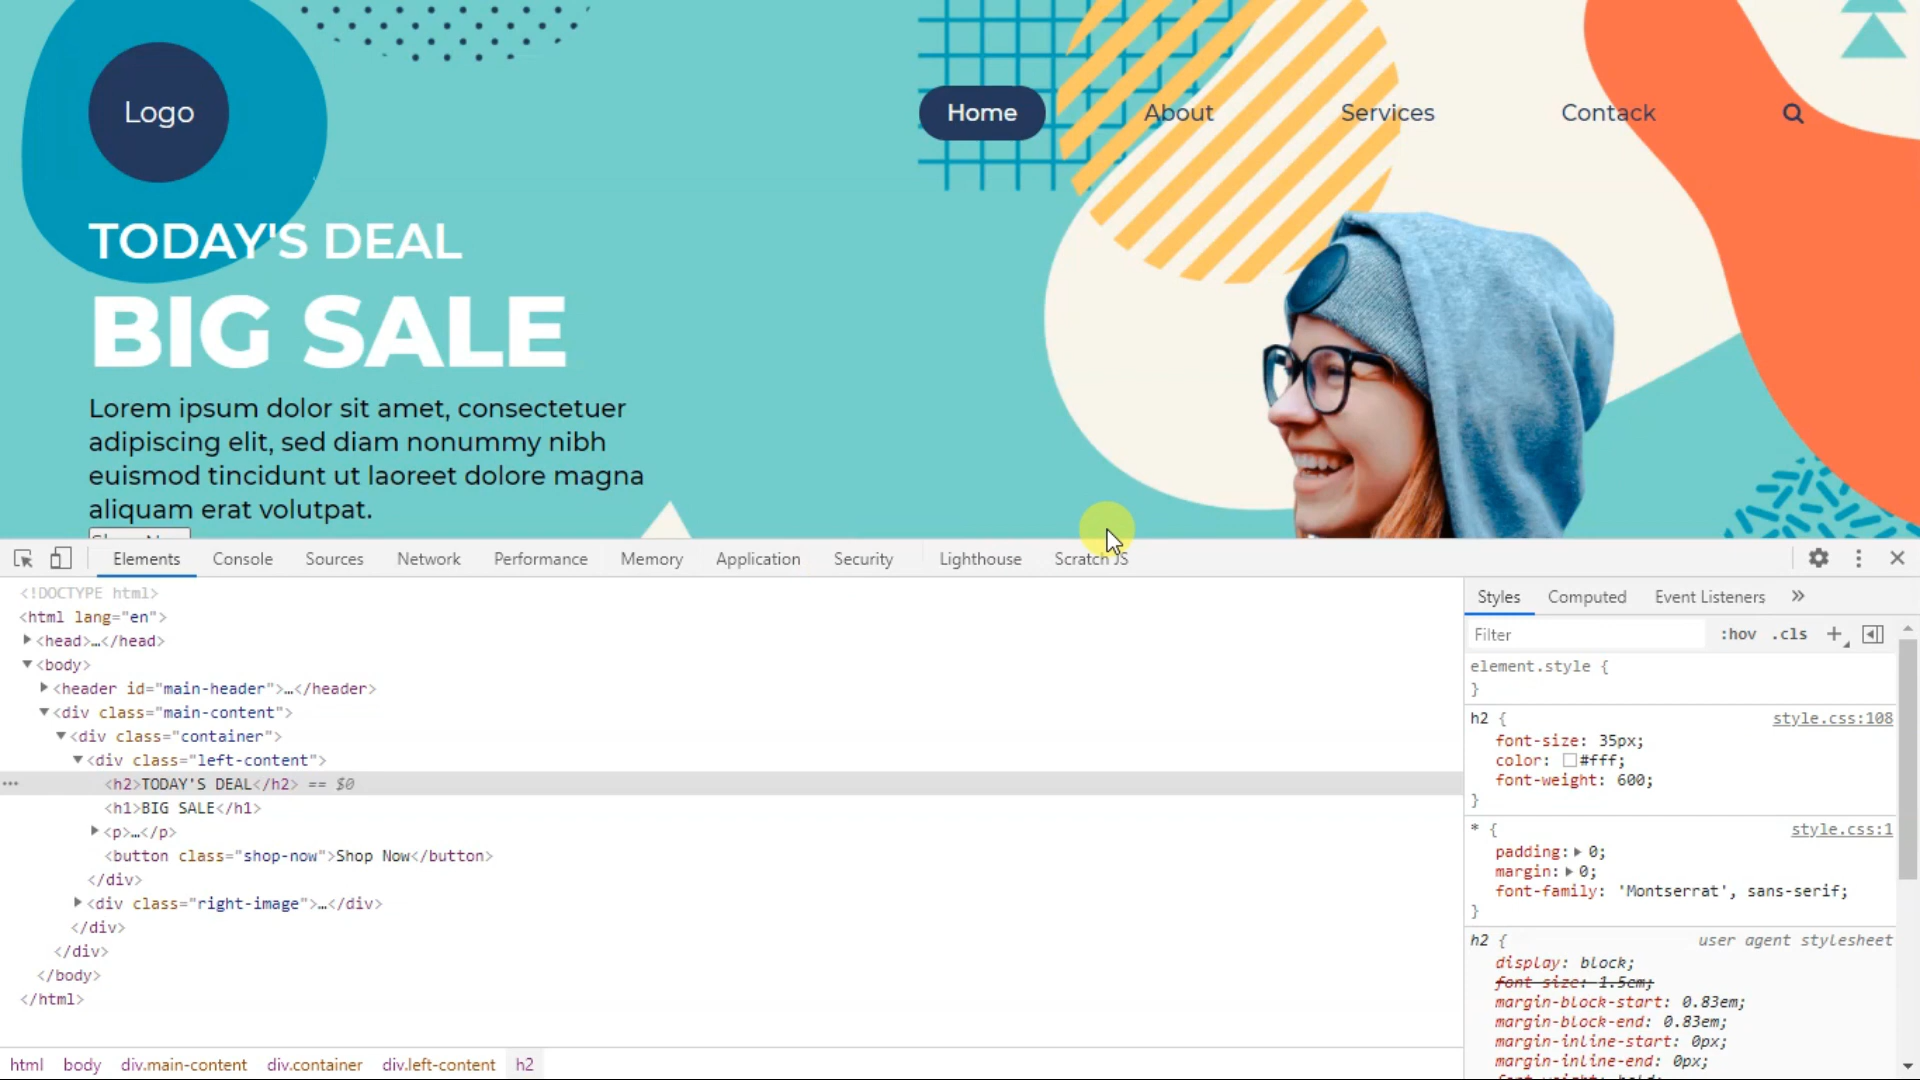 Logo
Home
About
Services
Contack
TODAY'S DEAL
BIG SALE
Lorem ipsum dolor sit amet, consectetuer
adipiscing elit, sed diam nonummy nibh
euismod tincidunt ut laoreet dolore magna
aliquam erat volutpat.
Elements
Console
Sources
Network
Performance
Memory
Application
Security
Lighthouse
Scratch JS
<!DOCTYPE html>
<html lang="en">
<head>…</head>
<body>
<header id="main-header">…</header>
<div class="main-content">
<div class="container">
<div class="left-content">
<h2>TODAY'S DEAL</h2> == $0
<h1>BIG SALE</h1>
<p>…</p>
<button class="shop-now">Shop Now</button>
</div>
<div class="right-image">…</div>
</div>
</div>
</body>
</html>
html
body
div.main-content
div.container
div.left-content
h2
Styles
Computed
Event Listeners
Filter
:hov
.cls
element.style {
}
h2 {
style.css:108
font-size: 35px;
color: #fff;
font-weight: 600;
}
* {
style.css:1
padding: 0;
margin: 0;
font-family: 'Montserrat', sans-serif;
}
h2 {
user agent stylesheet
display: block;
font-size: 1.5em;
margin-block-start: 0.83em;
margin-block-end: 0.83em;
margin-inline-start: 0px;
margin-inline-end: 0px;